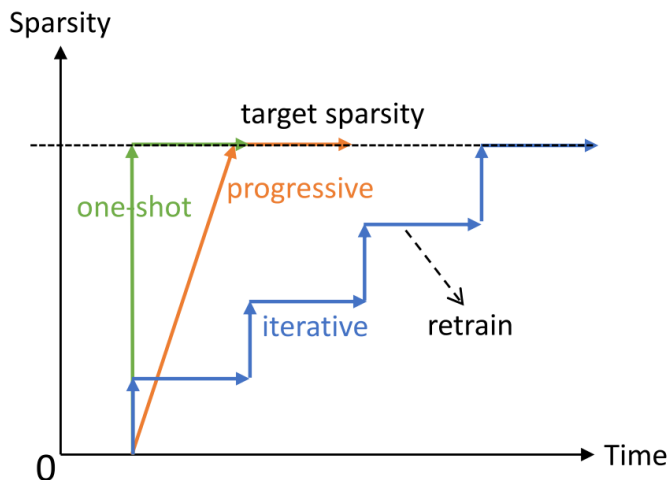 Sparsity
target sparsity
progressive
one-shot
iterative
retrain
0
Time